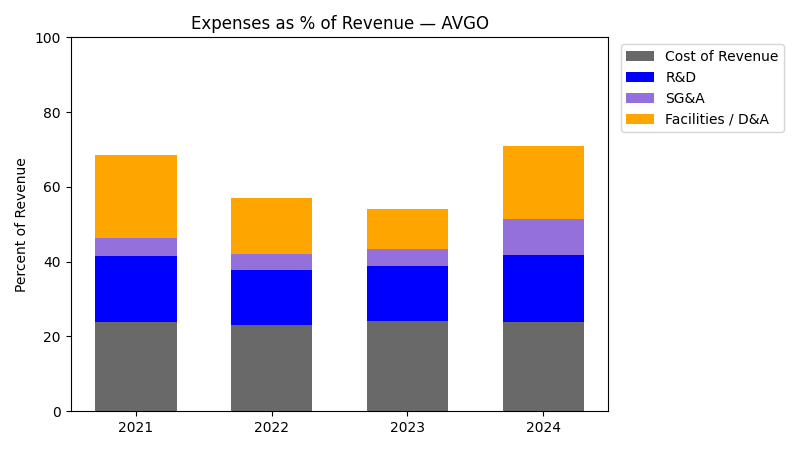 Expenses as % of Revenue — AVGO
Percent of Revenue
100
80
60
40
20
0
2021
2022
2023
2024
Cost of Revenue
R&D
SG&A
Facilities / D&A